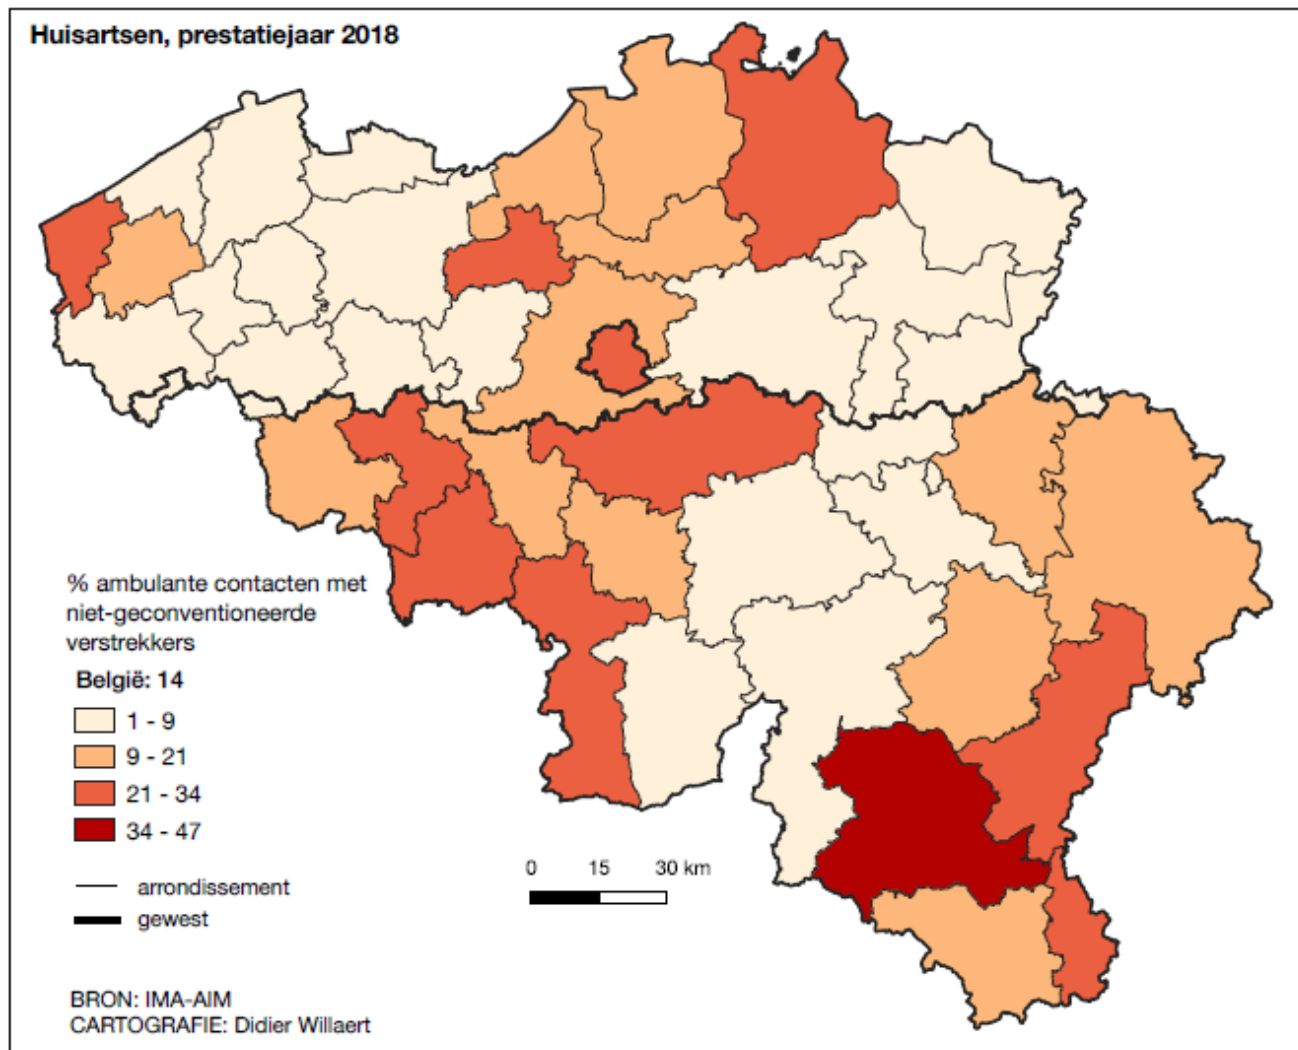 Huisartsen, prestatiejaar 2018
% ambulante contacten met
niet-geconventioneerde
verstrekkers
België: 14
1 - 9
9 - 21
21 - 34
34 - 47
0 15 30 km
arrondissement
gewest
BRON: IMA-AIM
CARTOGRAFIE: Didier Willaert